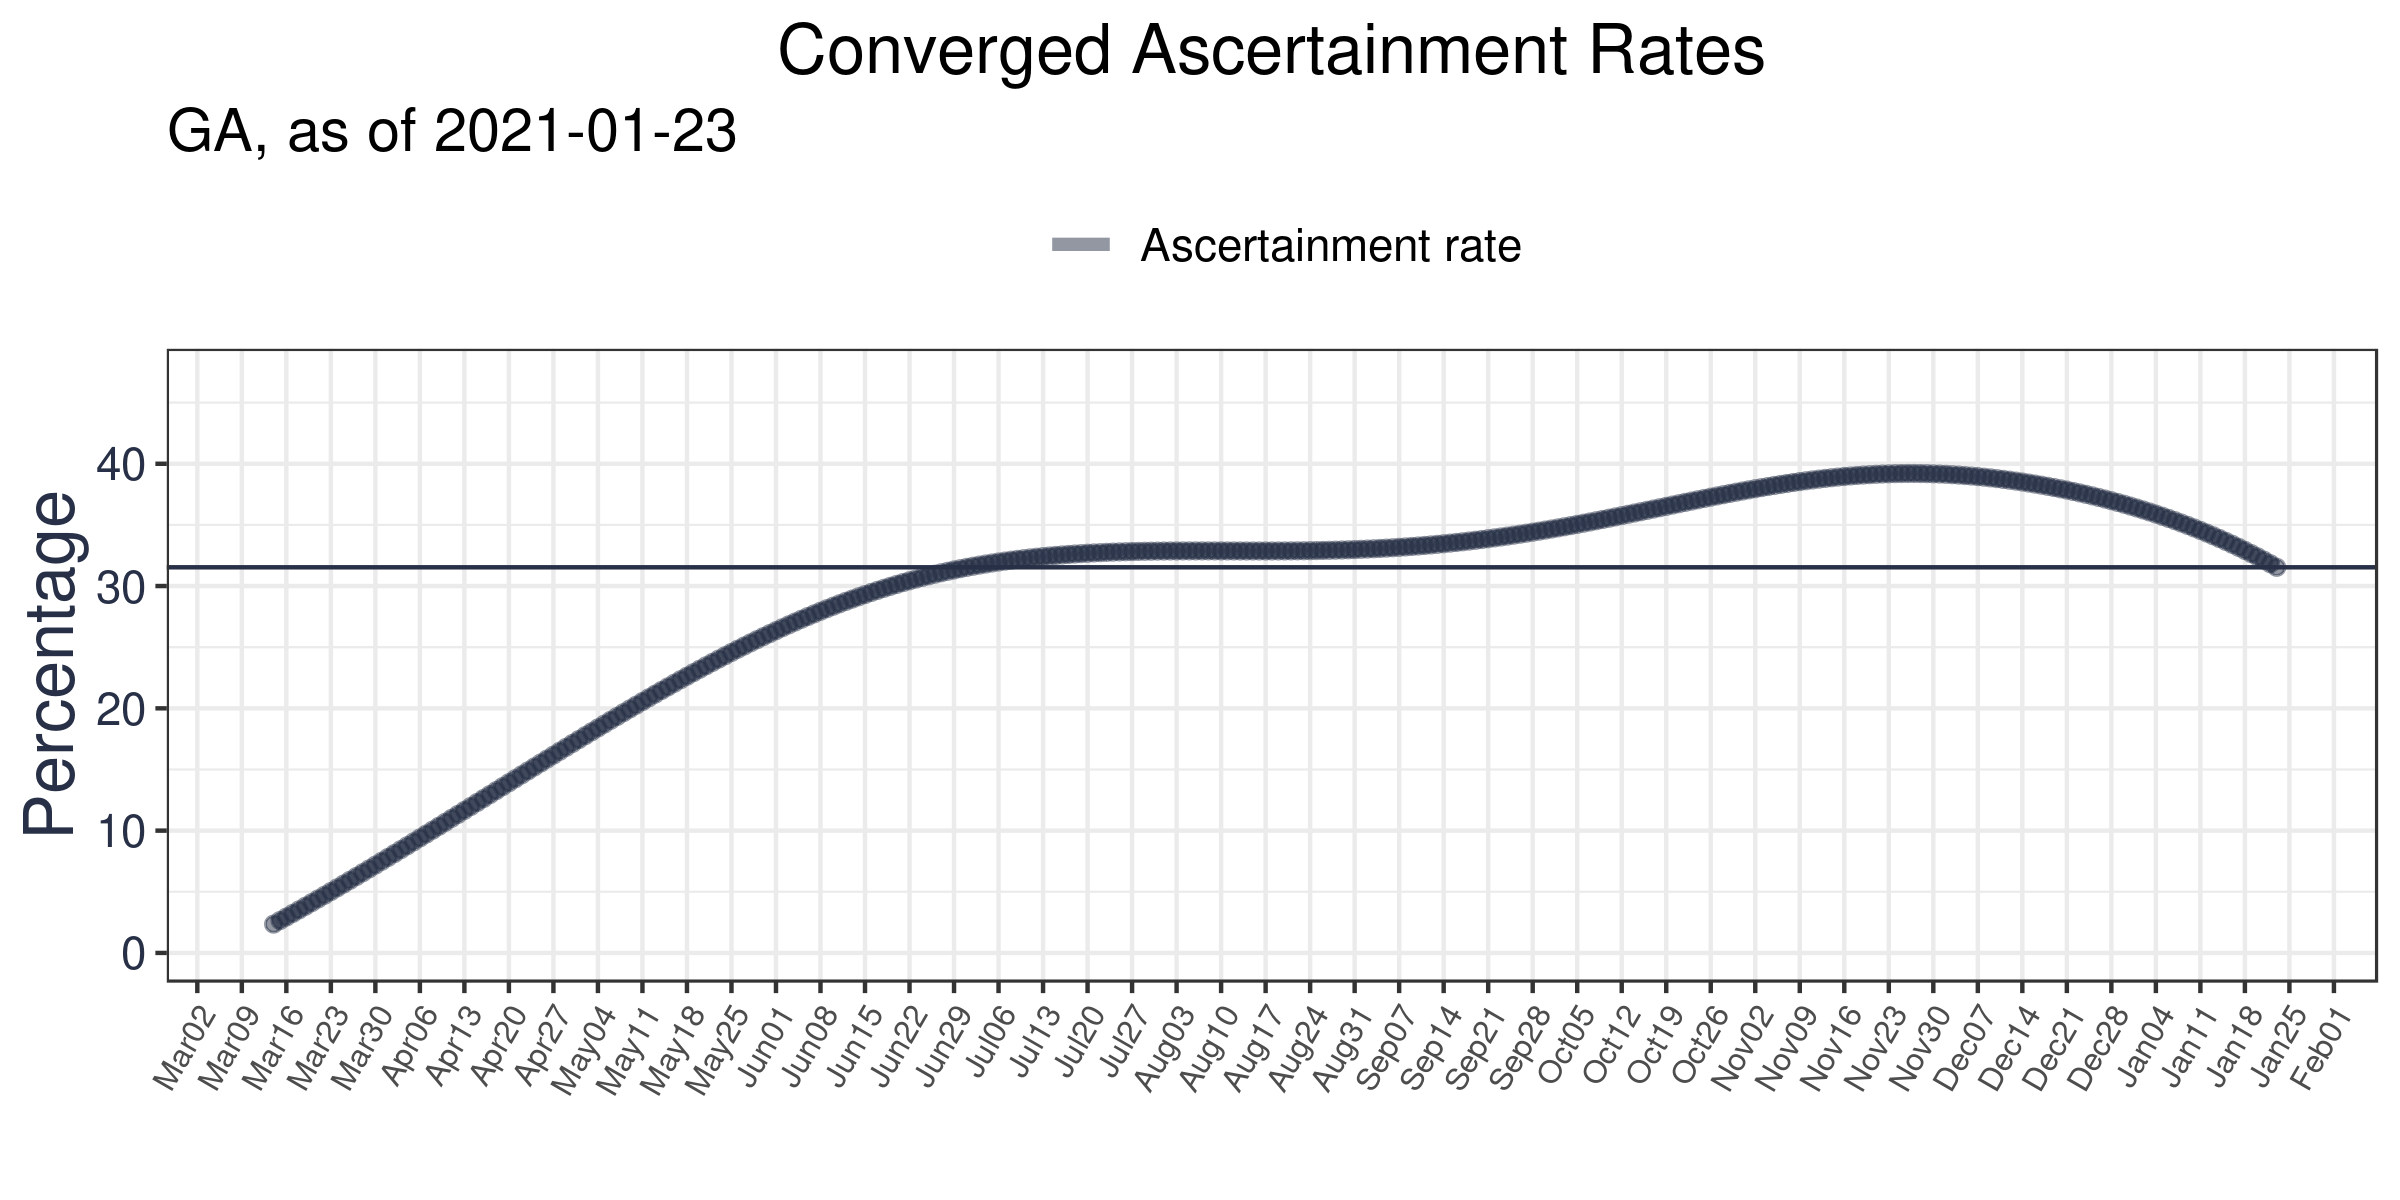 Converged Ascertainment Rates
GA, as of 2021-01-23
Ascertainment rate
Percentage
40
30
20
10
0
Mar02 Mar09 Mar16 Mar23 Mar30 Apr06 Apr13 Apr20 Apr27 May04 May11 May18 May25 Jun01 Jun08 Jun15 Jun22 Jun29 Jul06 Jul13 Jul20 Jul27 Aug03 Aug10 Aug17 Aug24 Aug31 Sep07 Sep14 Sep21 Sep28 Oct05 Oct12 Oct19 Oct26 Nov02 Nov09 Nov16 Nov23 Nov30 Dec07 Dec14 Dec21 Dec28 Jan04 Jan11 Jan18 Jan25 Feb01